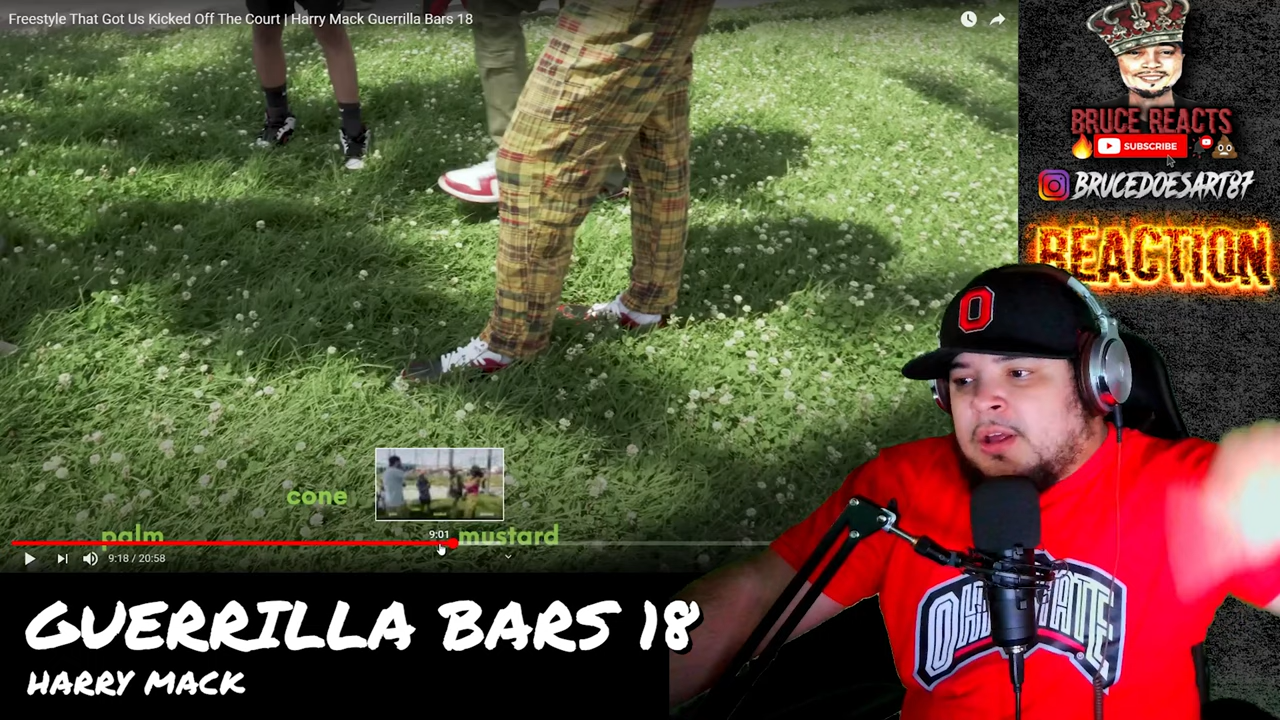 Freestyle That Got Us Kicked Off The Court | Harry Mack Guerrilla Bars 18
BRUCE REACTS
SUBSCRIBE
BRUCEDOESART87
REACTION
O
cone
palm
9:01
mustard
9:18 / 20:58
OHIO STATE
GUERRILLA BARS 18
HARRY MACK